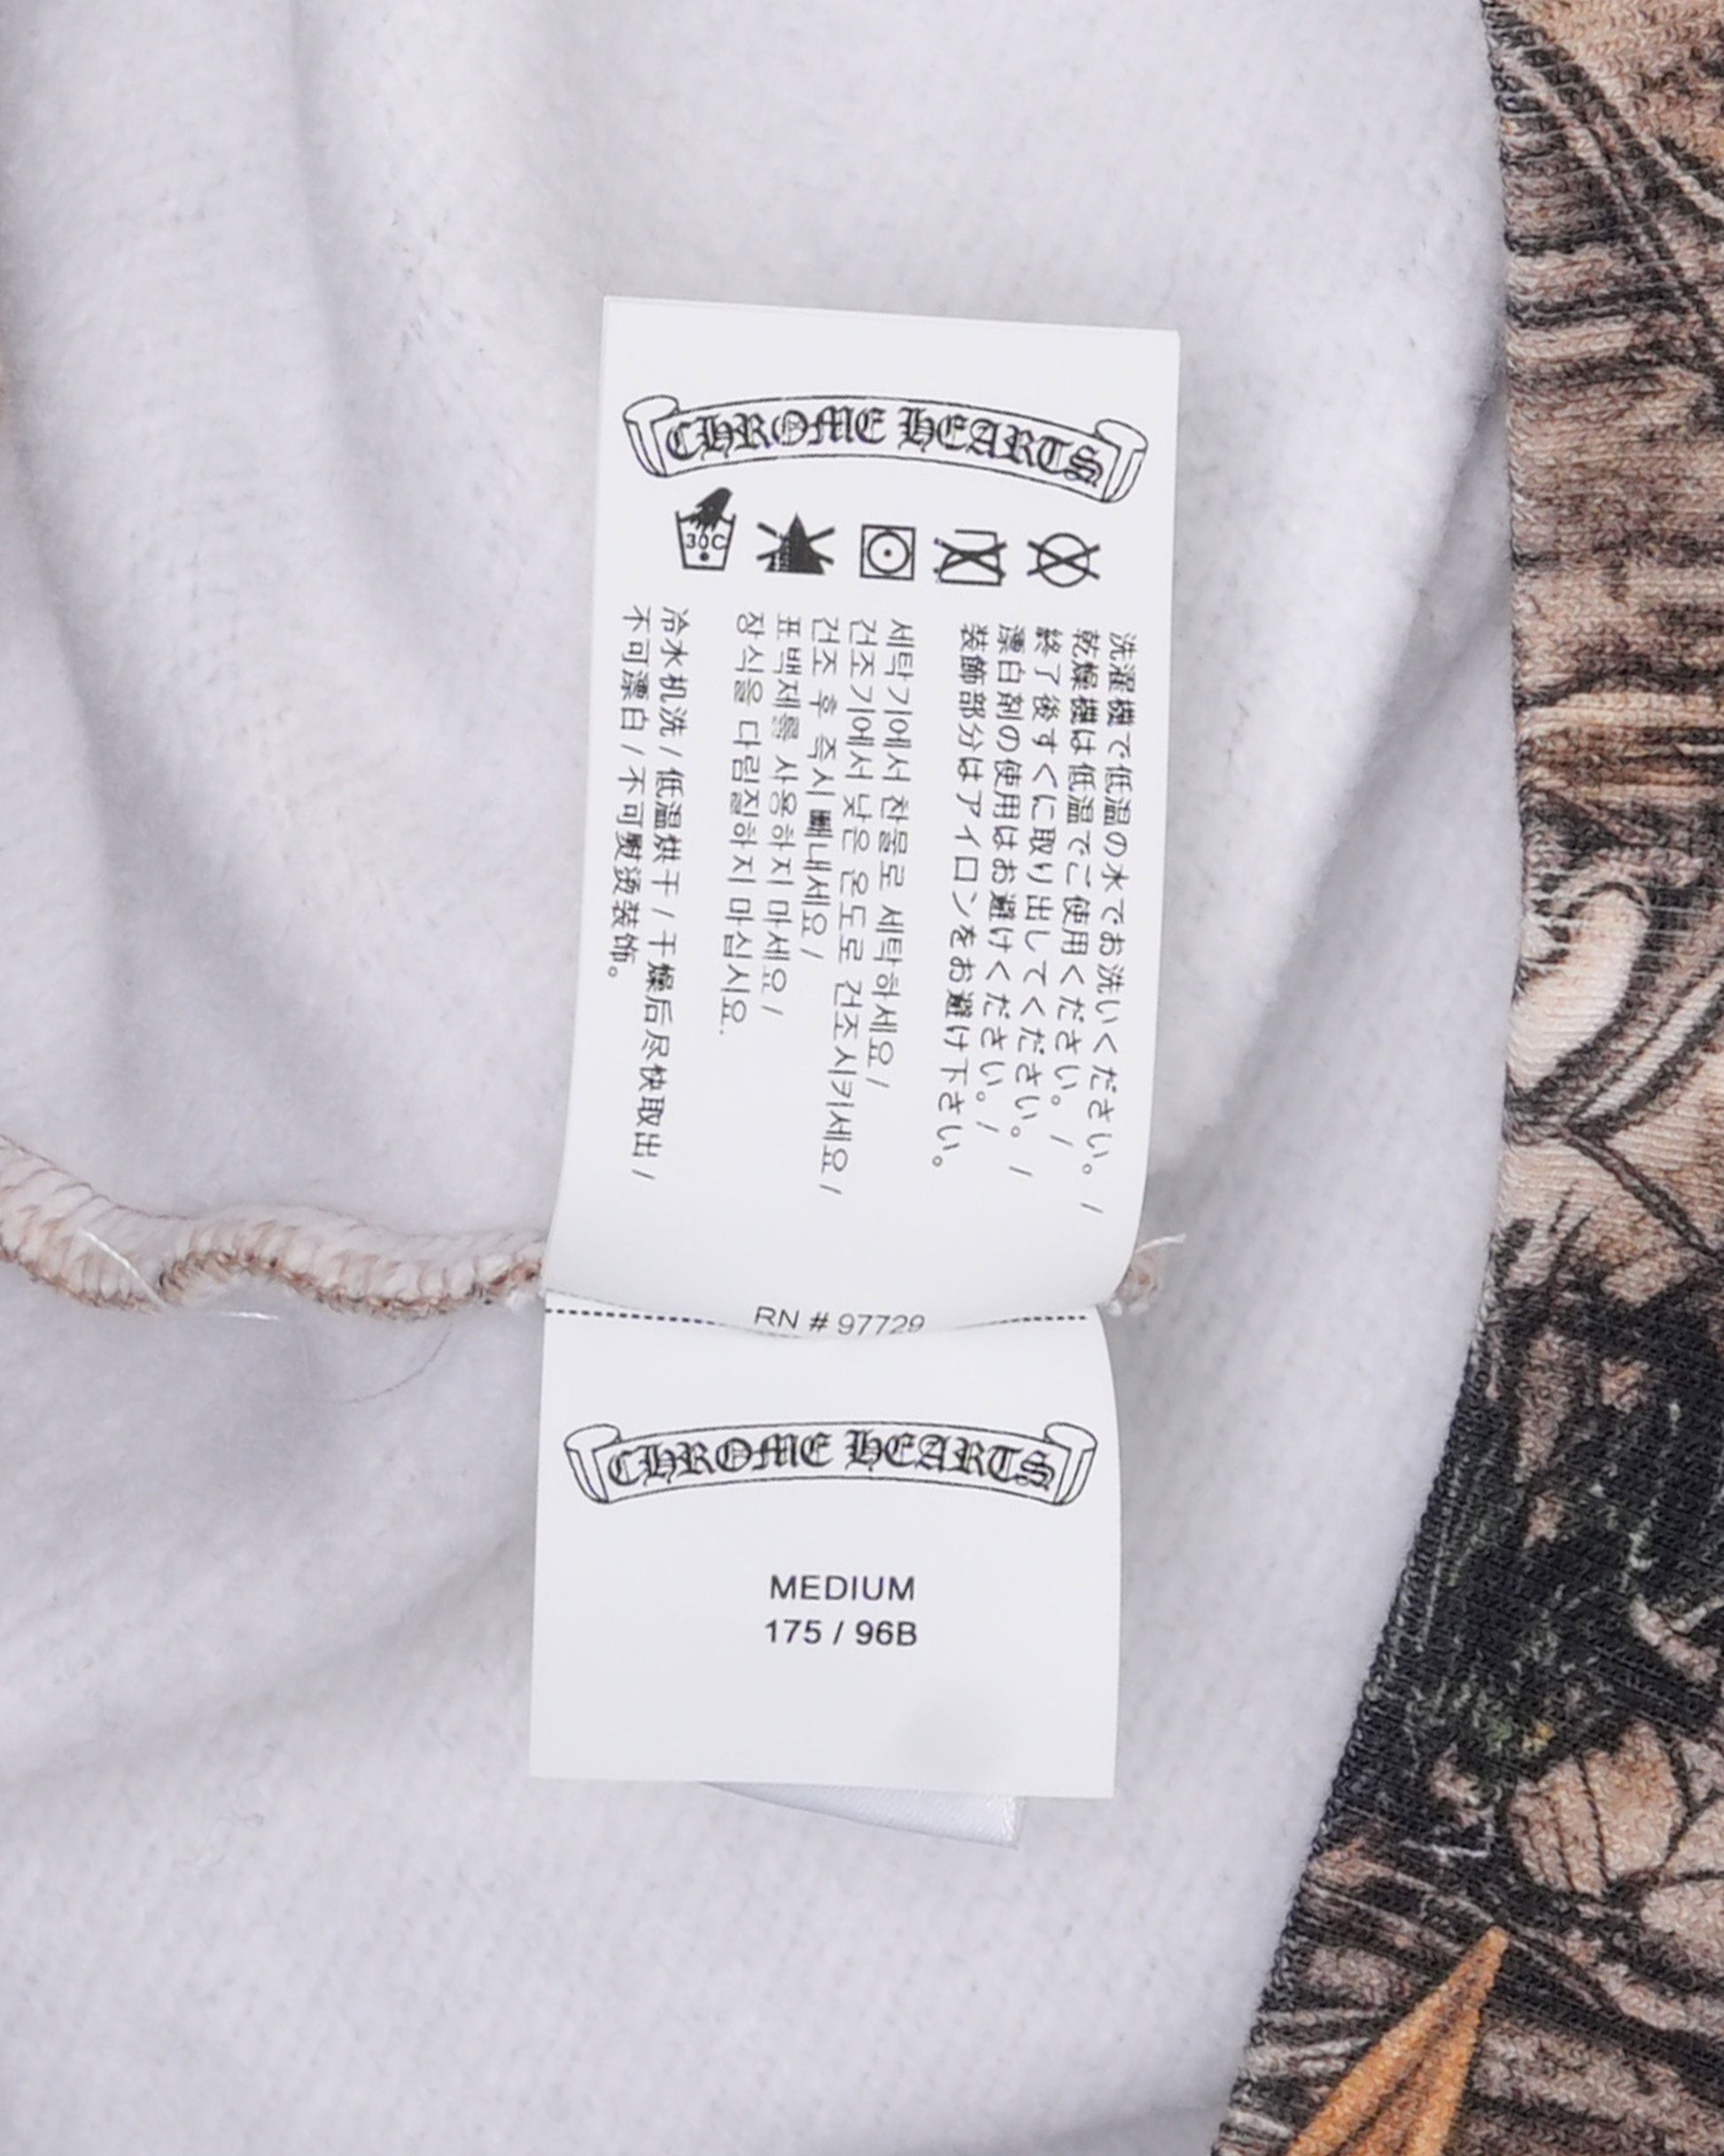 CHROME HEARTS
30C
洗濯機で低温の水でお洗いください。/
乾燥機は低温でご使用ください。/
終了後すぐに取り出してください。/
漂白剤の使用はお避けください。/
装飾部分はアイロンをお避け下さい。
세탁기에서 찬물로 세탁하세요/
건조기에서 낮은 온도로 건조시키세요/
건조 후 즉시 빼내세요/
표백제를 사용하지 마세요/
장식을 다림질하지 마십시요.
冷水机洗/低温烘干/干燥后尽快取出/
不可漂白/不可熨烫装饰。
RN # 97729
CHROME HEARTS
MEDIUM
175 / 96B